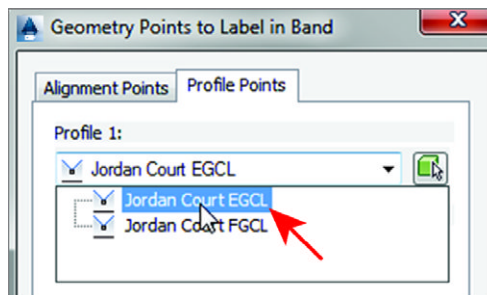 Geometry Points to Label in Band
Alignment Points Profile Points
Profile 1:
Jordan Court EGCL
Jordan Court EGCL
Jordan Court FGCL